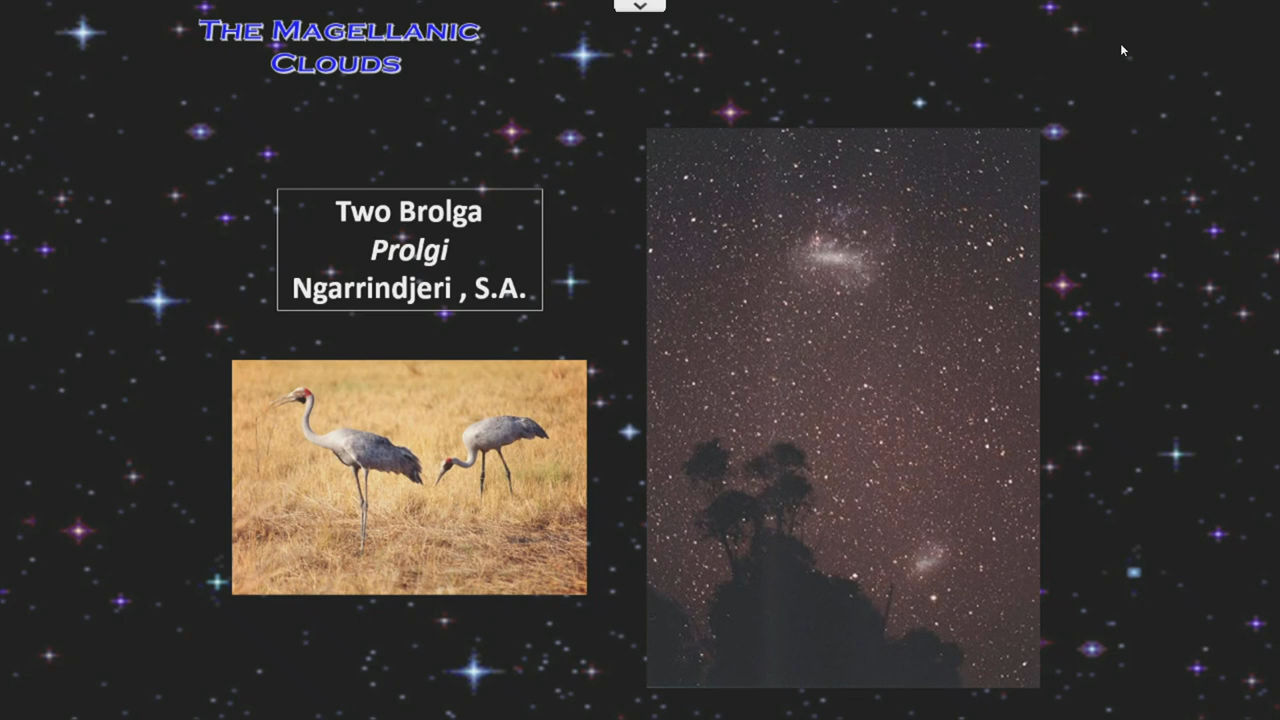 The Magellanic
Clouds
Two Brolga
Prolgi
Ngarrindjeri , S.A.